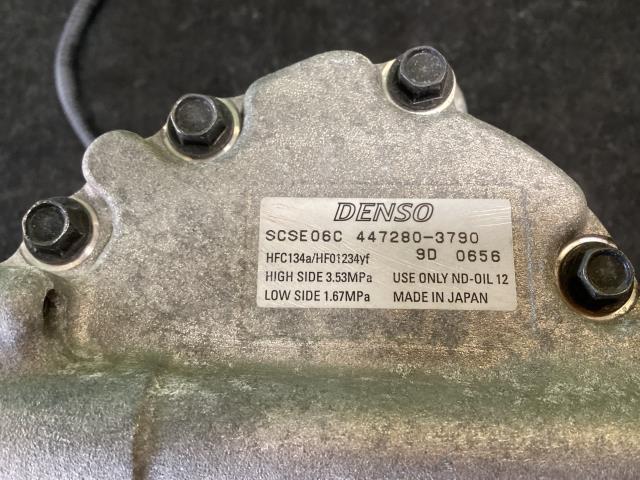 DENSO
SCSE06C 447280-3790
9D 0656
HFC134a/HFO1234yf
HIGH SIDE 3.53MPa USE ONLY ND-OIL 12
LOW SIDE 1.67MPa MADE IN JAPAN